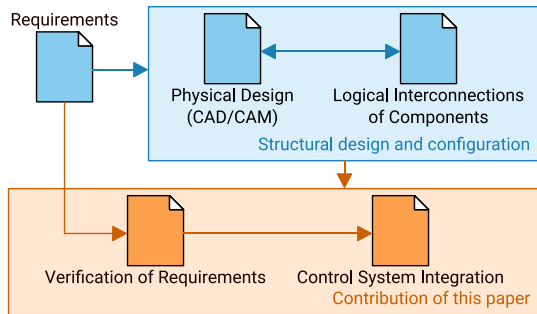 Requirements
Physical Design
(CAD/CAM)
Logical Interconnections
of Components
Structural design and configuration
Verification of Requirements
Control System Integration
Contribution of this paper